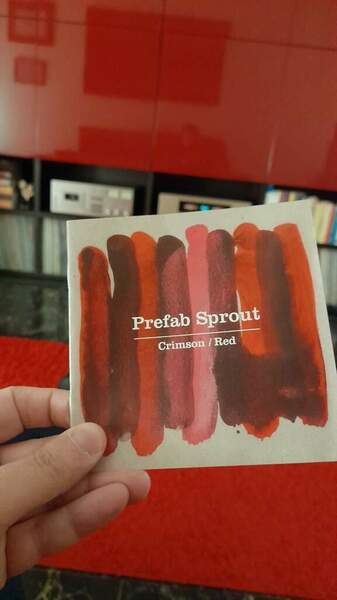 Prefab Sprout
Crimson / Red